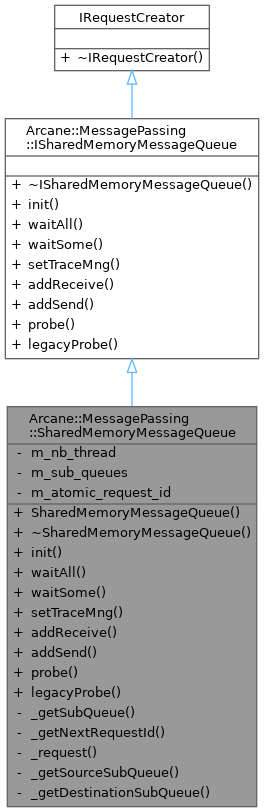 IRequestCreator
+ ~IRequestCreator()
Arcane::MessagePassing
::ISharedMemoryMessageQueue
+ ~ISharedMemoryMessageQueue()
+ init()
+ waitAll()
+ waitSome()
+ setTraceMng()
+ addReceive()
+ addSend()
+ probe()
+ legacyProbe()
Arcane::MessagePassing
::SharedMemoryMessageQueue
- m_nb_thread
- m_sub_queues
- m_atomic_request_id
+ SharedMemoryMessageQueue()
+ ~SharedMemoryMessageQueue()
+ init()
+ waitAll()
+ waitSome()
+ setTraceMng()
+ addReceive()
+ addSend()
+ probe()
+ legacyProbe()
- _getSubQueue()
- _getNextRequestId()
- _request()
- _getSourceSubQueue()
- _getDestinationSubQueue()